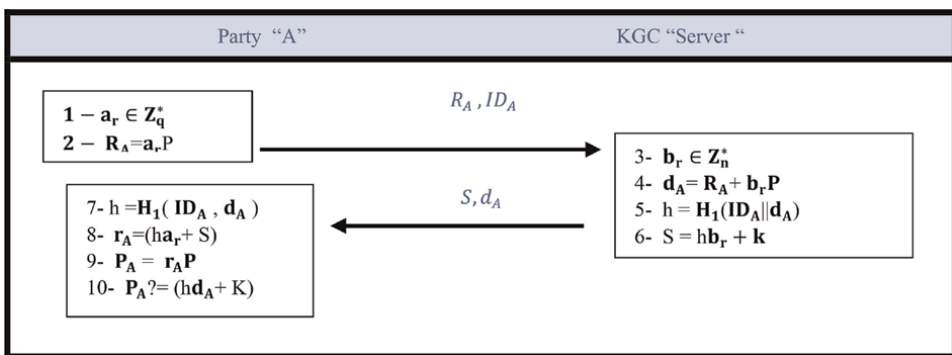 Party “A”
KGC “Server “
R_A , ID_A
1 − a_r ∈ Z_q^*
2 − R_A=a_rP
3- b_r ∈ Z_n^*
4- d_A= R_A+ b_rP
5- h = H_1(ID_A||d_A)
6- S = hb_r + k
S, d_A
7- h =H_1( ID_A , d_A )
8- r_A=(ha_r+ S)
9- P_A = r_AP
10- P_A?= (hd_A+ K)